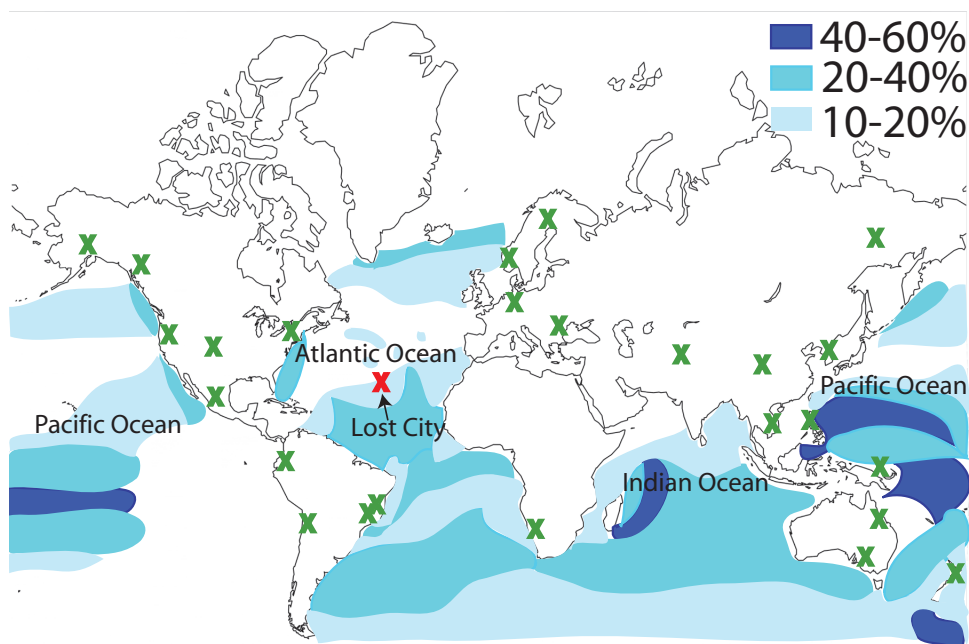 40-60%
20-40%
10-20%
Atlantic Ocean
Pacific Ocean
Pacific Ocean
Lost City
Indian Ocean